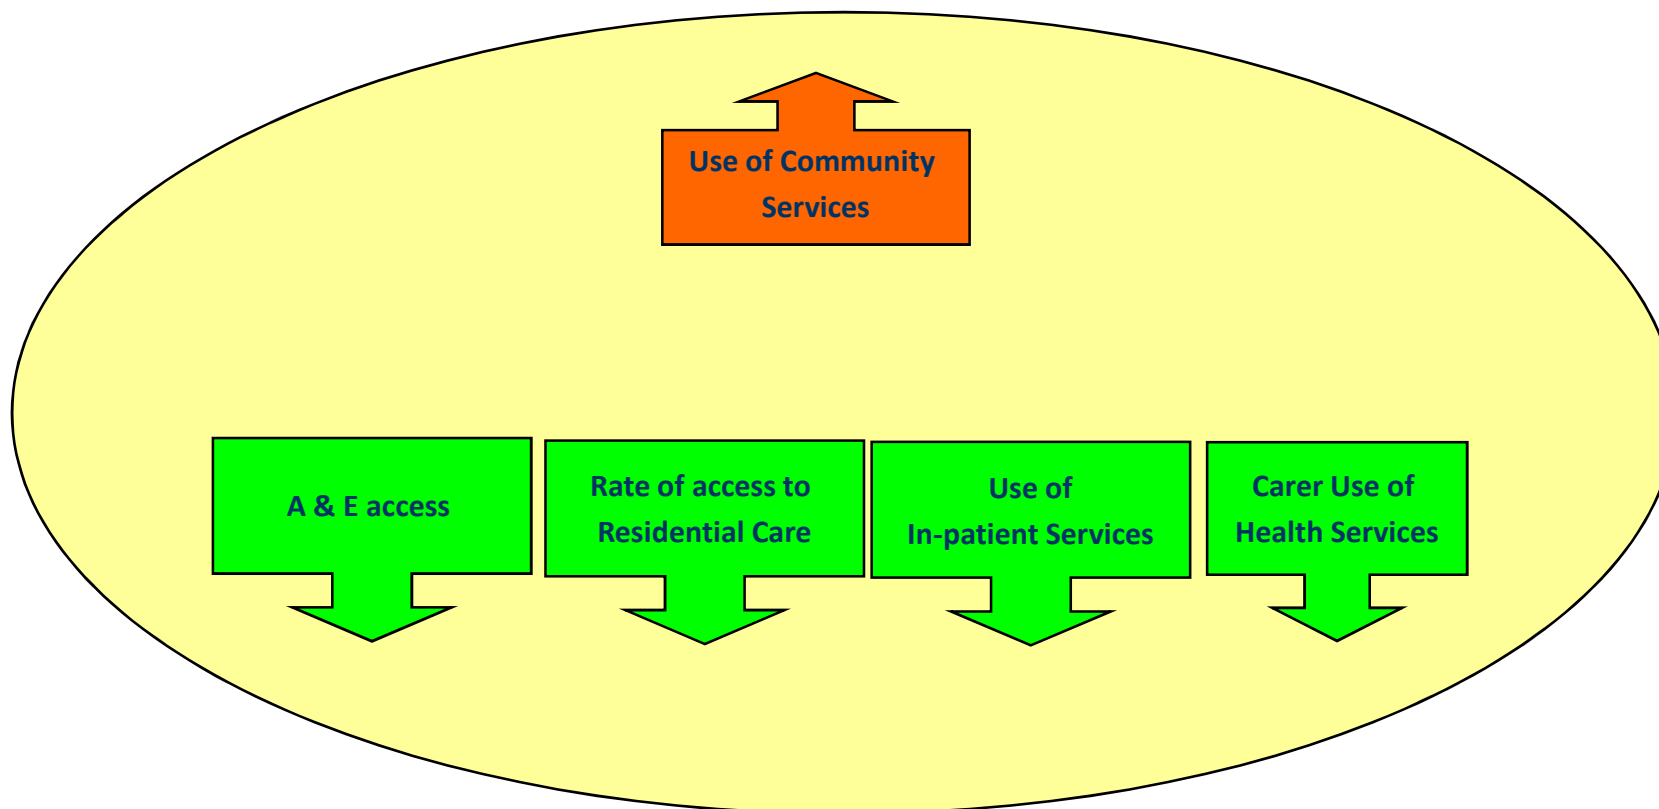 Use of Community
Services
A & E access
Rate of access to
Residential Care
Use of
In-patient Services
Carer Use of
Health Services